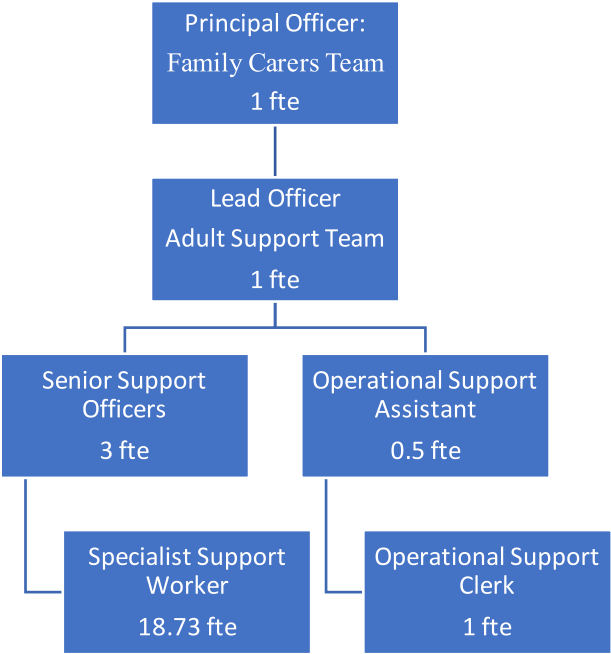 Principal Officer:
Family Carers Team
1 fte
Lead Officer
Adult Support Team
1 fte
Senior Support
Officers
3 fte
Operational Support
Assistant
0.5 fte
Specialist Support
Worker
18.73 fte
Operational Support
Clerk
1 fte